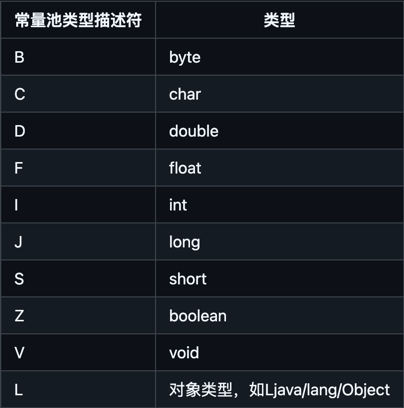 常量池类型描述符 类型
B byte
C char
D double
F float
I int
J long
S short
Z boolean
V void
L 对象类型，如Ljava/lang/Object